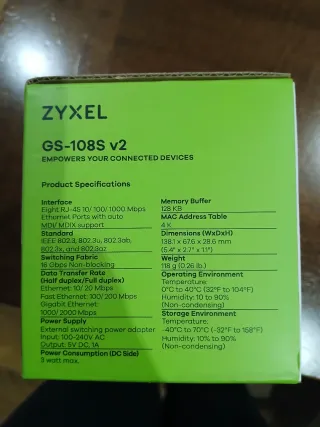 ZYXEL
GS-108S v2
EMPOWERS YOUR CONNECTED DEVICES
Product Specifications
Interface
Eight RJ-45 10/ 100/ 1000 Mbps
Ethernet Ports with auto
MDI/ MDIX support
Standard
IEEE 802.3, 802.3u, 802.3ab,
802.3x, and 802.3az
Switching Fabric
16 Gbps Non-blocking
Data Transfer Rate
(Half duplex/Full duplex)
Ethernet: 10/ 20 Mbps
Fast Ethernet: 100/ 200 Mbps
Gigabit Ethernet:
1000/ 2000 Mbps
Power Supply
External switching power adapter
Input: 100-240V AC
Output: 5V DC, 1A
Power Consumption (DC Side)
3 watt max.
Memory Buffer
128 KB
MAC Address Table
4 K
Dimensions (WxDxH)
138.1 x 67.6 x 28.6 mm
(5.4" x 2.7" x 1.1")
Weight
118 g (0.26 lb.)
Operating Environment
Temperature:
0°C to 40°C (32°F to 104°F)
Humidity: 10 to 90%
(Non-condensing)
Storage Environment
Temperature:
-40°C to 70°C (-32°F to 158°F)
Humidity: 10% to 90%
(Non-condensing)